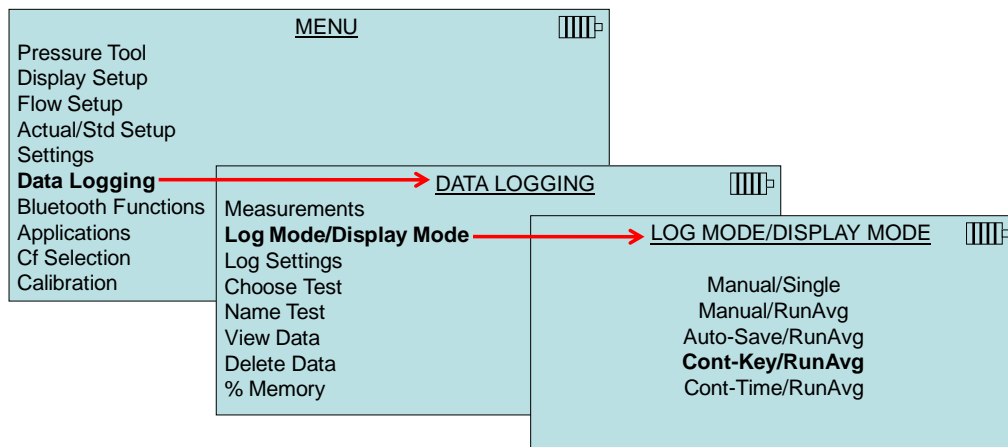 MENU
Pressure Tool
Display Setup
Flow Setup
Actual/Std Setup
Settings
Data Logging
Bluetooth Functions
Applications
Cf Selection
Calibration
DATA LOGGING
Measurements
Log Mode/Display Mode
Log Settings
Choose Test
Name Test
View Data
Delete Data
% Memory
LOG MODE/DISPLAY MODE
Manual/Single
Manual/RunAvg
Auto-Save/RunAvg
Cont-Key/RunAvg
Cont-Time/RunAvg